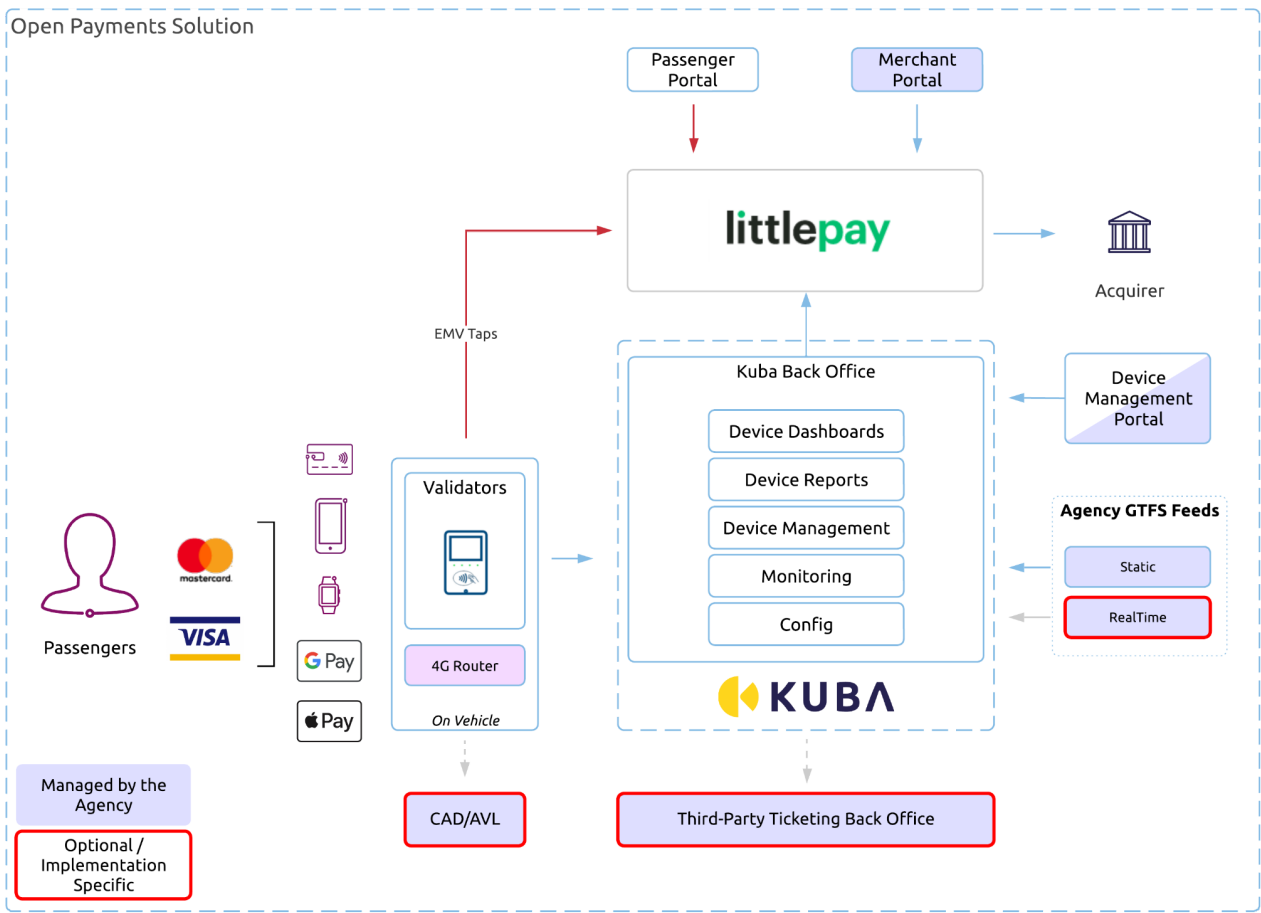 Open Payments Solution
Passenger
Portal
Merchant
Portal
littlepay
Acquirer
EMV Taps
Kuba Back Office
Device Dashboards
Device Reports
Device Management
Monitoring
Config
KUBA
Device
Management
Portal
Agency GTFS Feeds
Static
RealTime
Validators
4G Router
On Vehicle
Passengers
mastercard.
VISA
G Pay
Pay
CAD/AVL
Third-Party Ticketing Back Office
Managed by the
Agency
Optional /
Implementation
Specific